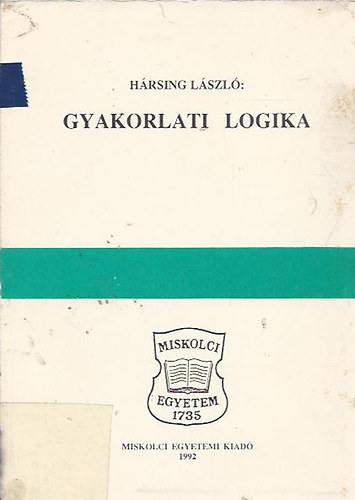 HÁRSING LÁSZLÓ:
GYAKORLATI LOGIKA
MISKOLCI
EGYETEM
1735
MISKOLCI EGYETEMI KIADÓ
1992